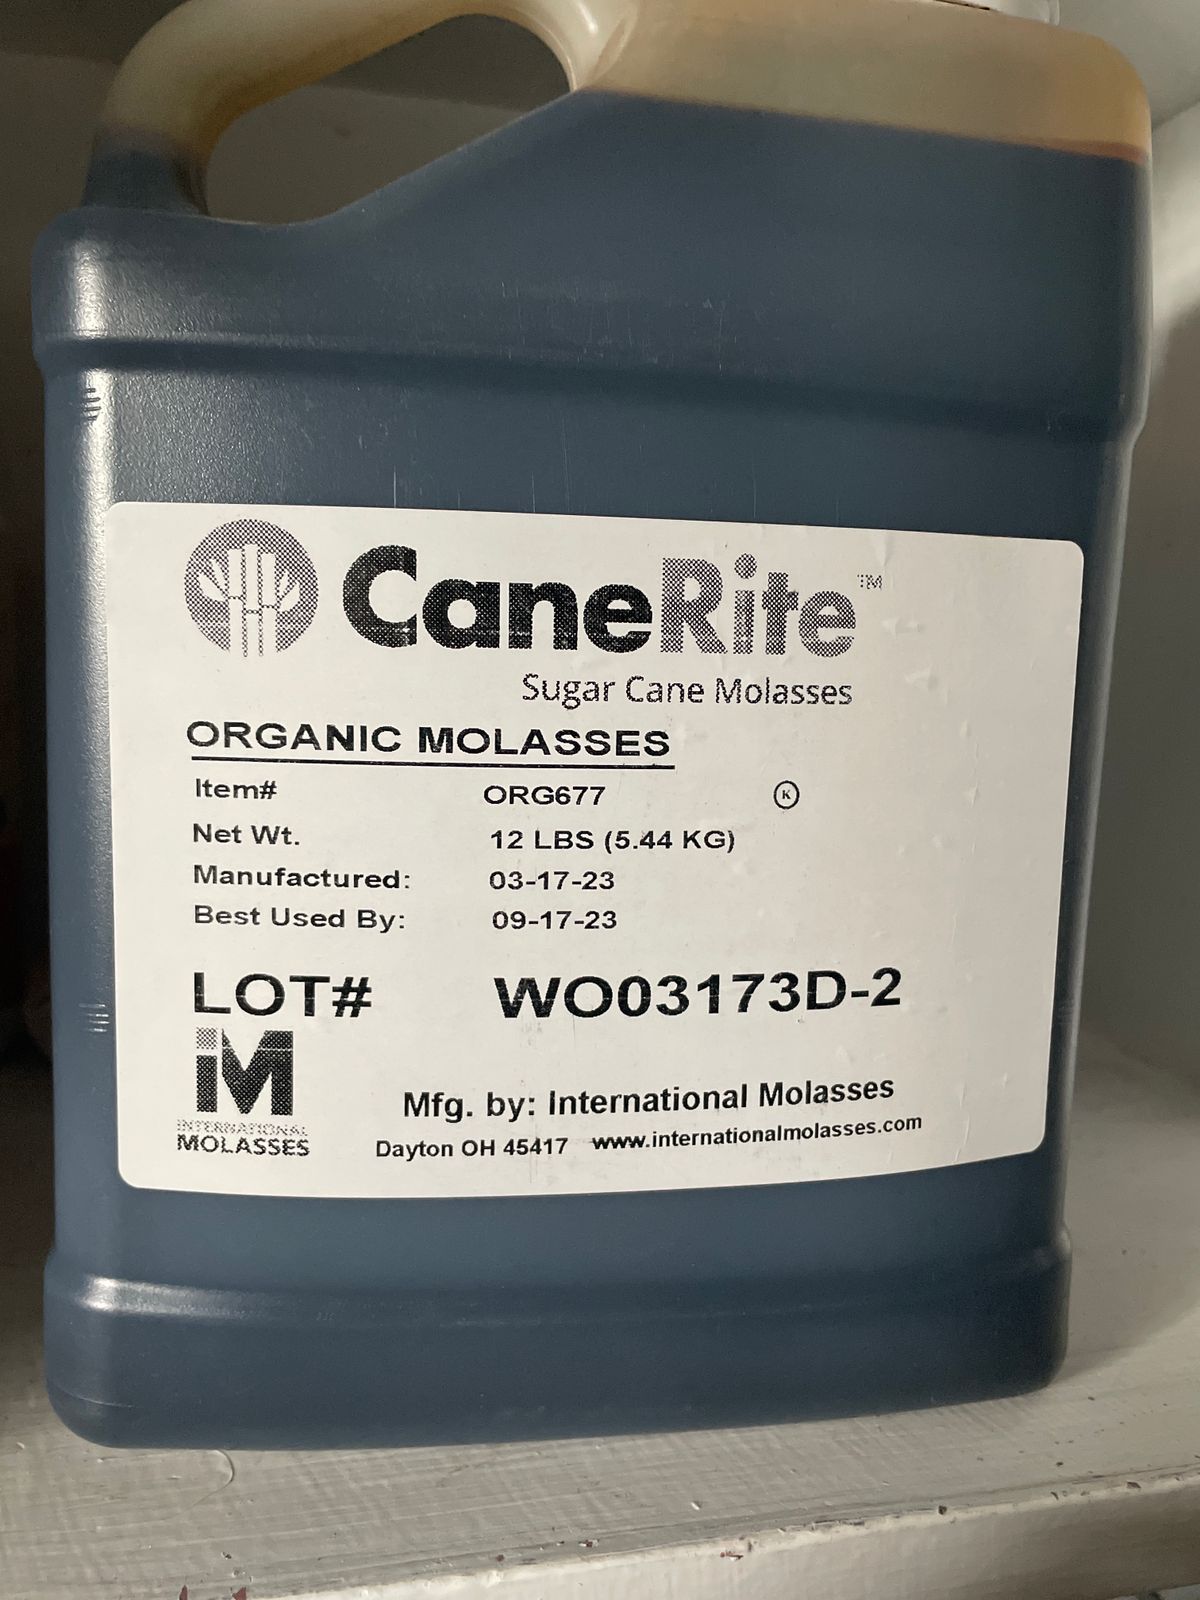 CaneRite™
Sugar Cane Molasses
ORGANIC MOLASSES
Item# ORG677 K
Net Wt. 12 LBS (5.44 KG)
Manufactured: 03-17-23
Best Used By: 09-17-23
LOT# WO03173D-2
iM
INTERNATIONAL
MOLASSES
Mfg. by: International Molasses
Dayton OH 45417 www.internationalmolasses.com